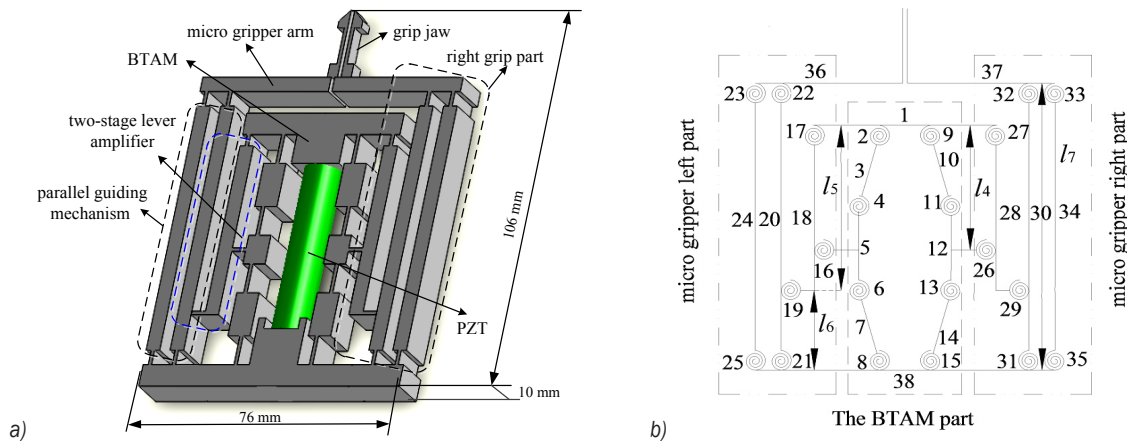 micro gripper arm
grip jaw
BTAM
right grip part
two-stage lever
amplifier
parallel guiding
mechanism
106 mm
PZT
10 mm
76 mm
a)
36
37
23
22
32
33
1
17
2
9
27
3
10
l7
l5
l4
4
11
24
20
18
28
30
34
5
12
16
26
6
13
19
29
7
l6
14
25
21
8
15
31
35
38
micro gripper left part
micro gripper right part
The BTAM part
b)